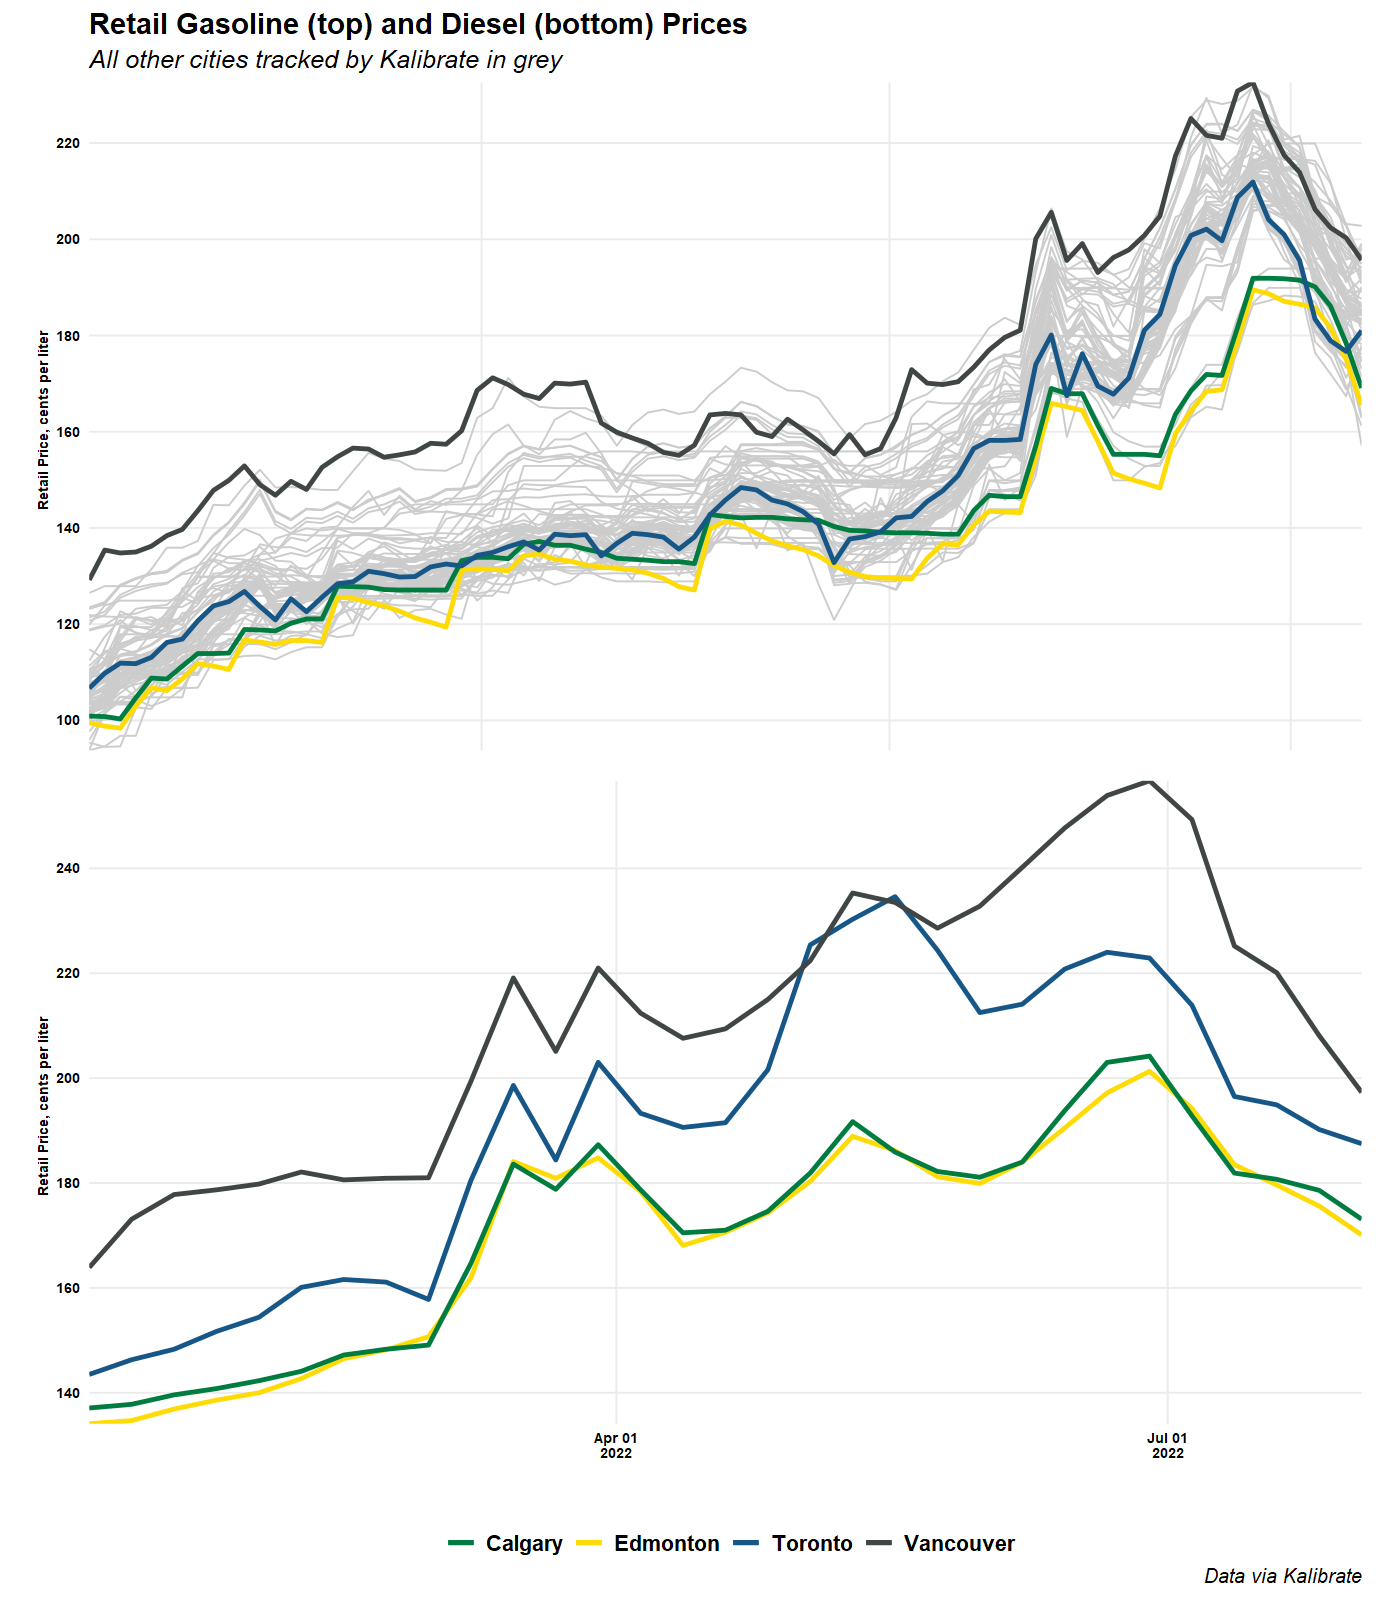 Retail Gasoline (top) and Diesel (bottom) Prices
All other cities tracked by Kalibrate in grey
Retail Price, cents per liter
220
200
180
160
140
120
100
Retail Price, cents per liter
240
220
200
180
160
140
Apr 01
2022
Jul 01
2022
Calgary Edmonton Toronto Vancouver
Data via Kalibrate